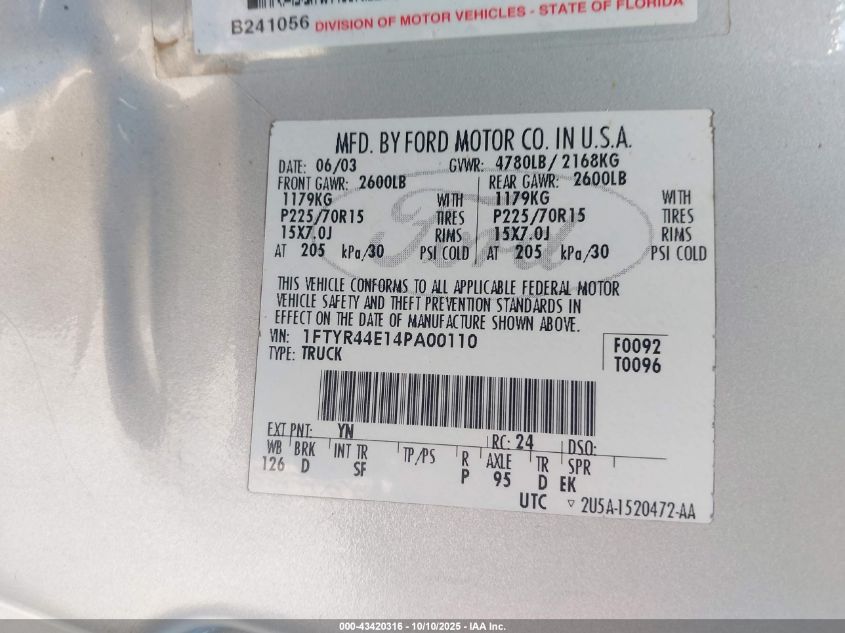 B241056 DIVISION OF MOTOR VEHICLES - STATE OF FLORIDA
MFD. BY FORD MOTOR CO. IN U.S.A.
DATE: 06/03 GVWR: 4780LB/ 2168KG
FRONT GAWR: 2600LB REAR GAWR: 2600LB
1179KG WITH 1179KG WITH
P225/70R15 TIRES P225/70R15 TIRES
15X7.0J RIMS 15X7.0J RIMS
AT 205 kPa/30 PSI COLD AT 205 kPa/30 PSI COLD
Ford
THIS VEHICLE CONFORMS TO ALL APPLICABLE FEDERAL MOTOR
VEHICLE SAFETY AND THEFT PREVENTION STANDARDS IN
EFFECT ON THE DATE OF MANUFACTURE SHOWN ABOVE.
VIN: 1FTYR44E14PA00110 F0092
TYPE: TRUCK T0096
EXT PNT: YN RC: 24 DSO:
WB BRK INT TR TP/PS R AXLE TR SPR
126 D SF P 95 D EK
UTC ▽ 2U5A-1520472-AA
000-43420316 - 10/10/2025 - IAA Inc.